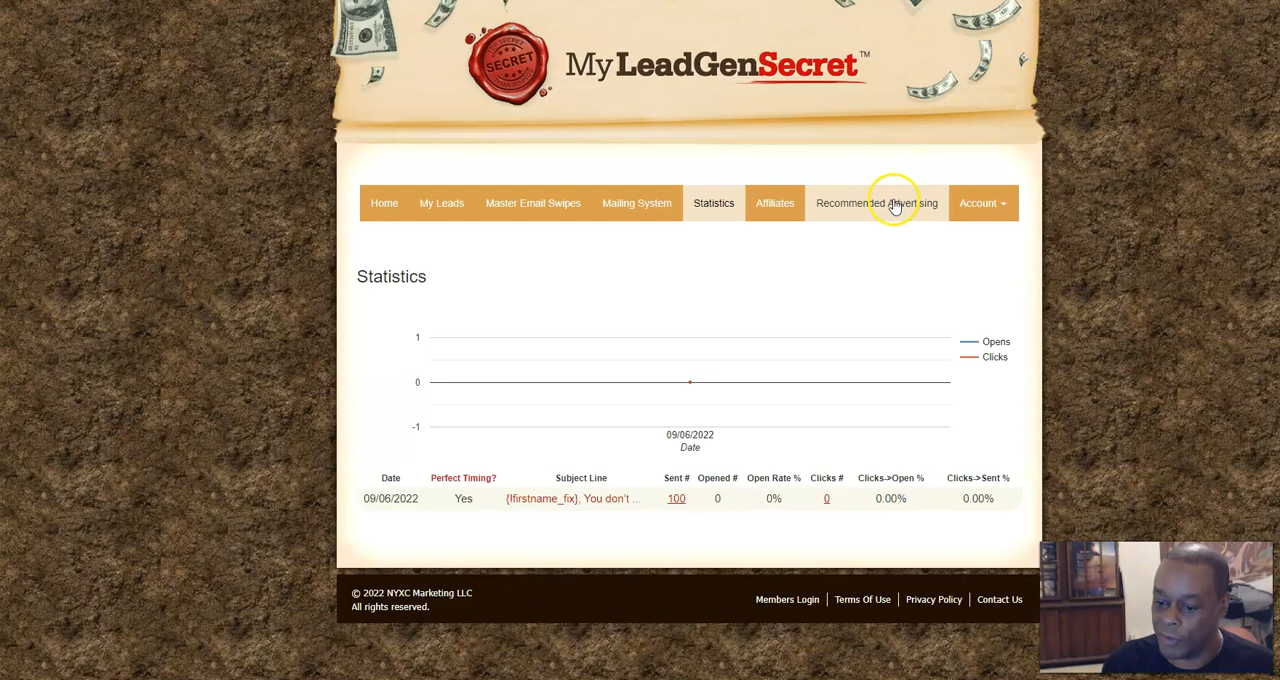 SECRET
MyLeadGenSecret™
Home My Leads Master Email Swipes Mailing System Statistics Affiliates Recommended Advertising Account
Statistics
1
0
-1
Opens
Clicks
09/06/2022
Date
Date Perfect Timing? Subject Line Sent # Opened # Open Rate % Clicks # Clicks->Open % Clicks->Sent %
09/06/2022 Yes {!firstname_fix}, You don't ... 100 0 0% 0 0.00% 0.00%
© 2022 NYXC Marketing LLC
All rights reserved.
Members Login Terms Of Use Privacy Policy Contact Us